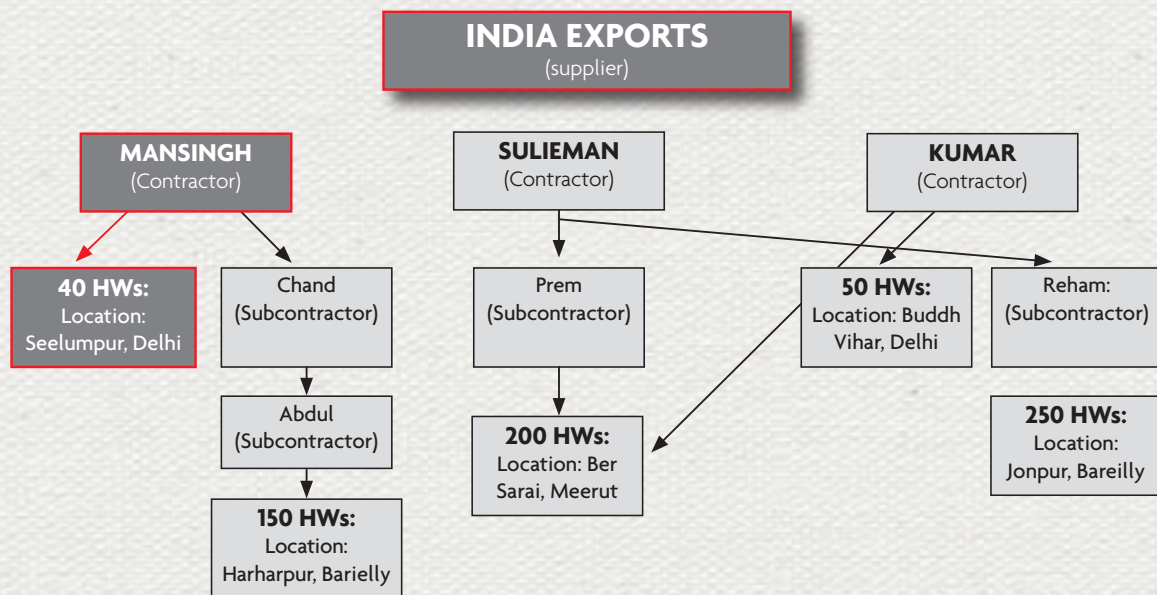 INDIA EXPORTS
(supplier)
MANSINGH
(Contractor)
SULIEMAN
(Contractor)
KUMAR
(Contractor)
40 HWs:
Location:
Seelumpur, Delhi
Chand
(Subcontractor)
Prem
(Subcontractor)
50 HWs:
Location: Buddh
Vihar, Delhi
Reham:
(Subcontractor)
Abdul
(Subcontractor)
200 HWs:
Location: Ber
Sarai, Meerut
250 HWs:
Location:
Jonpur, Bareilly
150 HWs:
Location:
Harharpur, Barielly